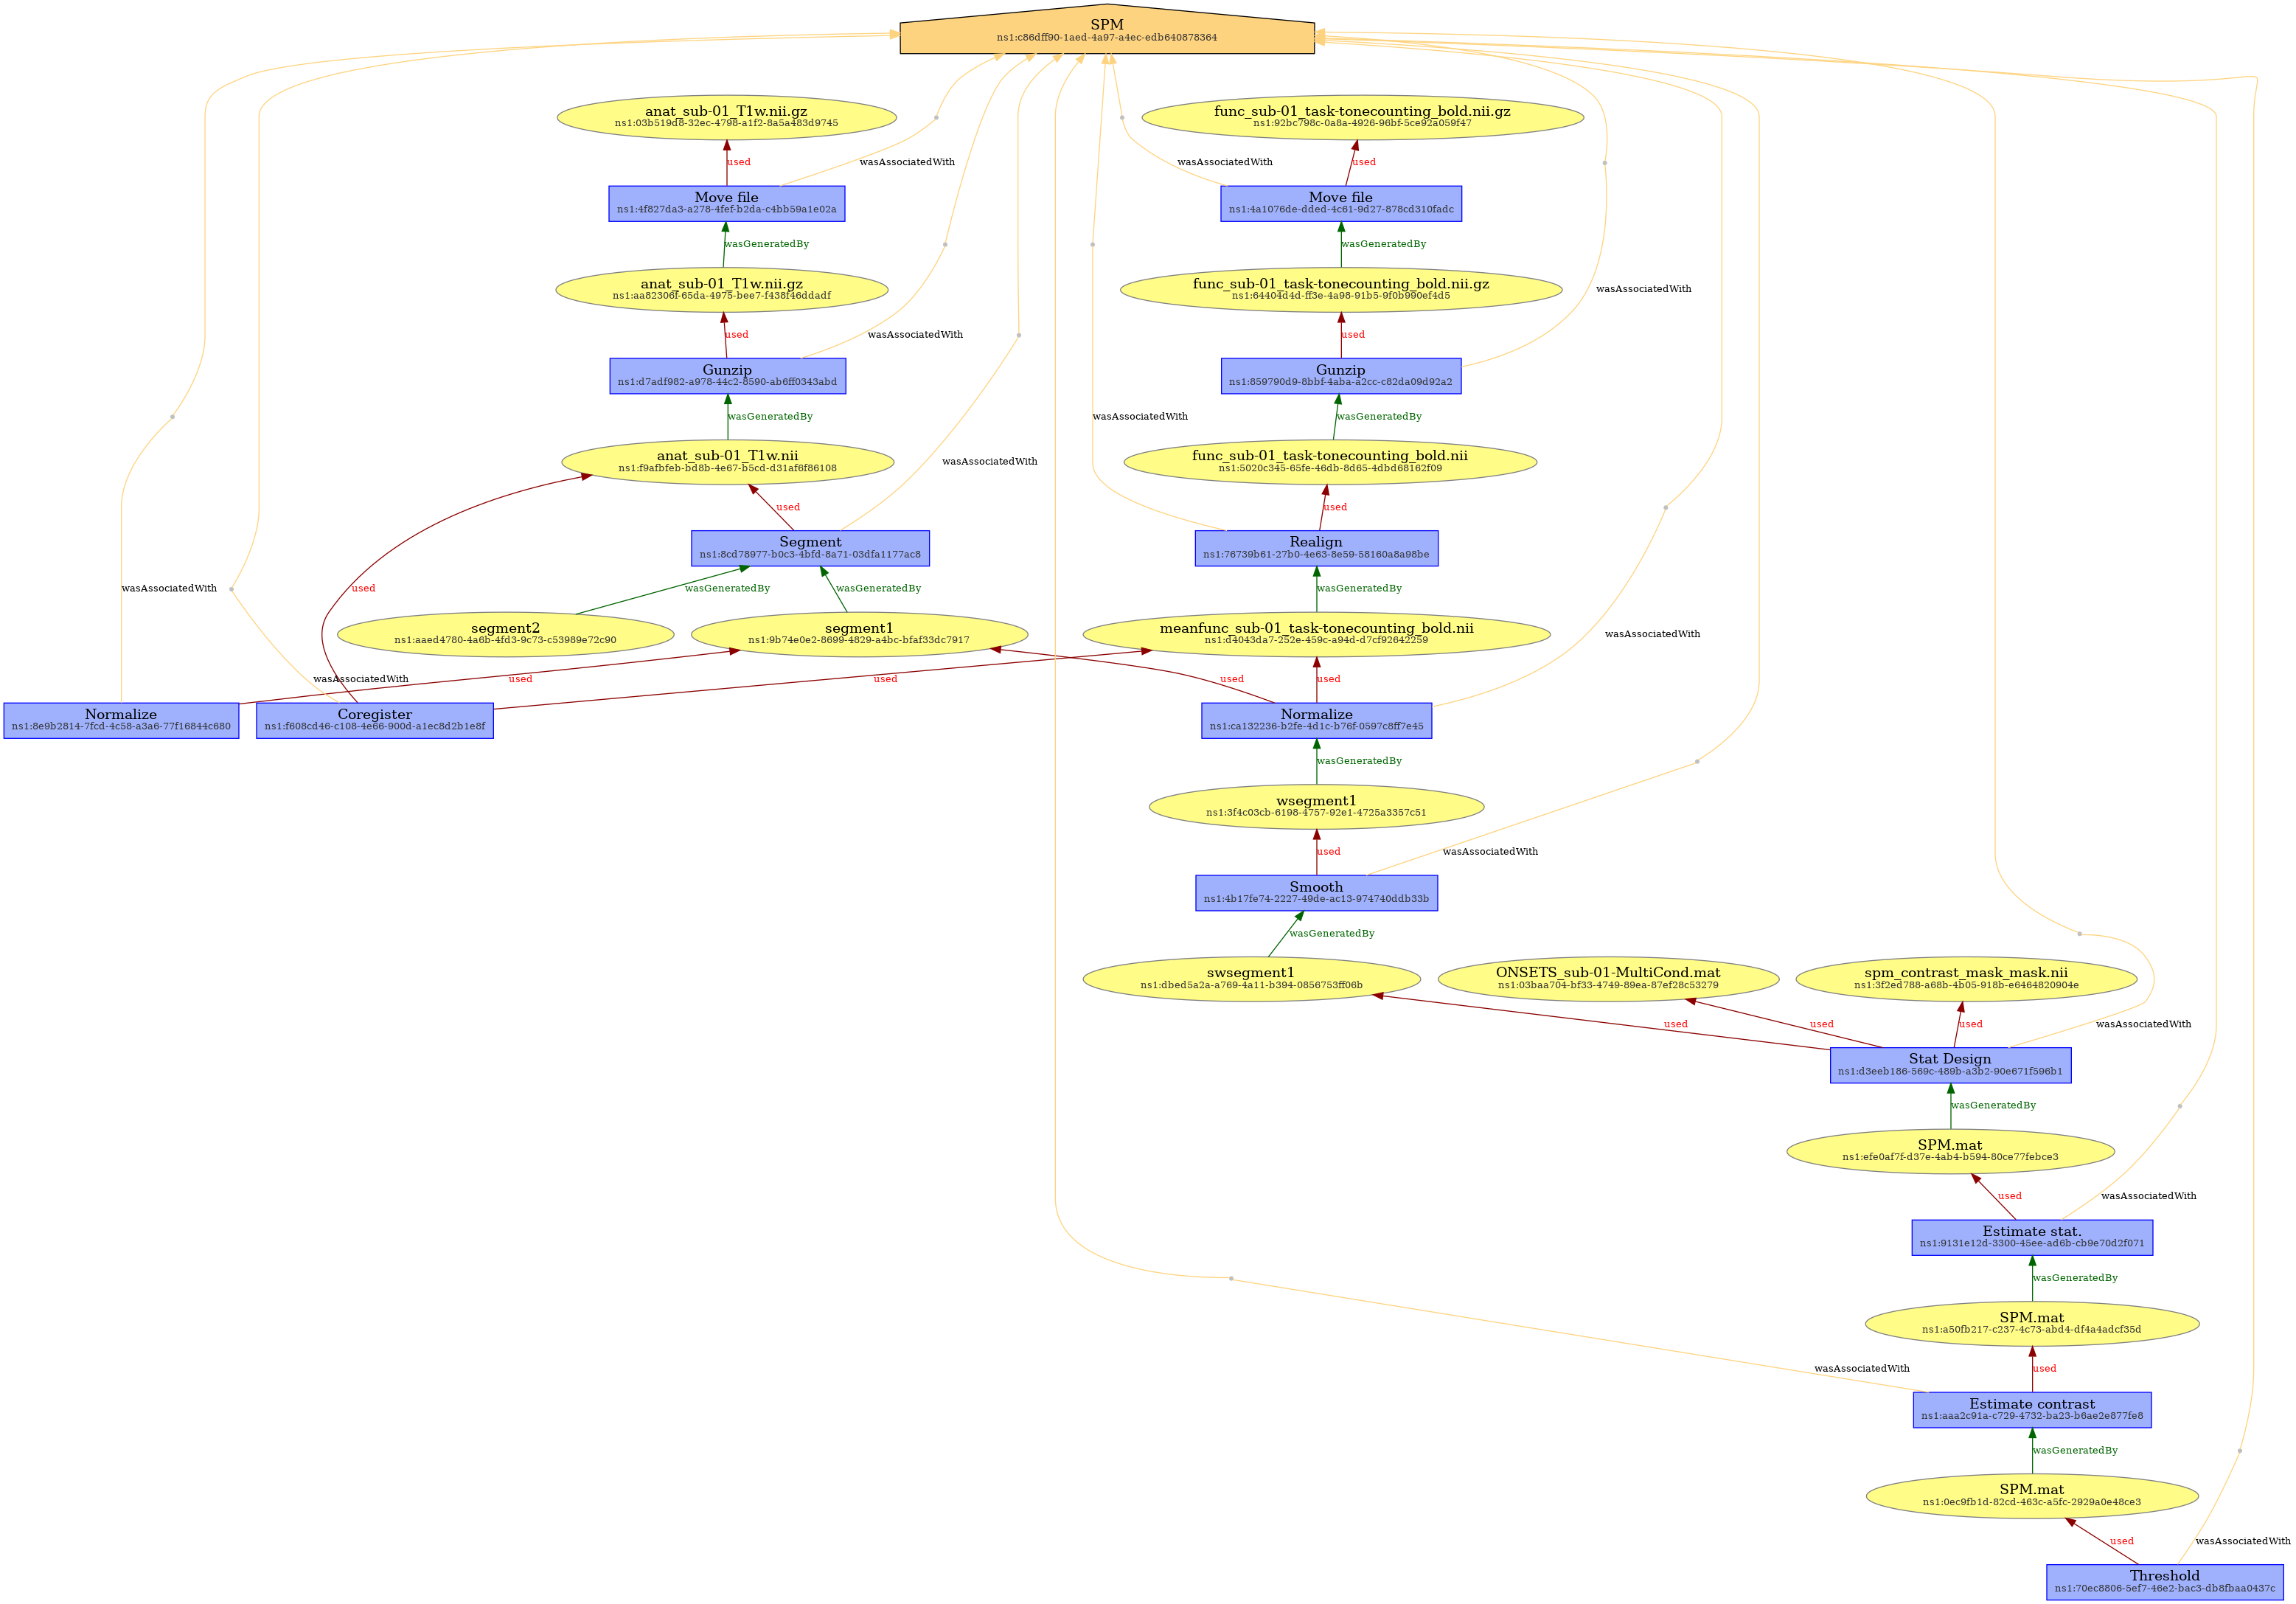 SPM
ns1:c86dff90-1aed-4a97-a4ec-edb640878364
anat_sub-01_T1w.nii.gz
ns1:03b519d8-32ec-4798-a1f2-8a5a483d9745
func_sub-01_task-tonecounting_bold.nii.gz
ns1:92bc798c-0a8a-4926-96bf-5ce92a059f47
used
wasAssociatedWith
wasAssociatedWith
used
Move file
ns1:4f827da3-a278-4fef-b2da-c4bb59a1e02a
Move file
ns1:4a1076de-dded-4c61-9d27-878cd310fadc
wasGeneratedBy
wasGeneratedBy
anat_sub-01_T1w.nii.gz
ns1:aa82306f-65da-4975-bee7-f438f46ddadf
func_sub-01_task-tonecounting_bold.nii.gz
ns1:64404d4d-ff3e-4a98-91b5-9f0b990ef4d5
wasAssociatedWith
used
wasAssociatedWith
used
Gunzip
ns1:d7adf982-a978-44c2-8590-ab6ff0343abd
Gunzip
ns1:859790d9-8bbf-4aba-a2cc-c82da09d92a2
wasGeneratedBy
wasAssociatedWith
wasGeneratedBy
anat_sub-01_T1w.nii
ns1:f9afbfeb-bd8b-4e67-b5cd-d31af6f86108
wasAssociatedWith
func_sub-01_task-tonecounting_bold.nii
ns1:5020c345-65fe-46db-8d65-4dbd68162f09
used
used
Segment
ns1:8cd78977-b0c3-4bfd-8a71-03dfa1177ac8
Realign
ns1:76739b61-27b0-4e63-8e59-58160a8a98be
wasAssociatedWith
used
wasGeneratedBy
wasGeneratedBy
wasGeneratedBy
segment2
ns1:aaed4780-4a6b-4fd3-9c73-c53989e72c90
segment1
ns1:9b74e0e2-8699-4829-a4bc-bfaf33dc7917
meanfunc_sub-01_task-tonecounting_bold.nii
ns1:d4043da7-252e-459c-a94d-d7cf92642259
wasAssociatedWith
wasAssociatedWith
used
used
used
used
Normalize
ns1:8e9b2814-7fcd-4c58-a3a6-77f16844c680
Coregister
ns1:f608cd46-c108-4e66-900d-a1ec8d2b1e8f
Normalize
ns1:ca132236-b2fe-4d1c-b76f-0597c8ff7e45
wasGeneratedBy
wsegment1
ns1:3f4c03cb-6198-4757-92e1-4725a3357c51
used
wasAssociatedWith
Smooth
ns1:4b17fe74-2227-49de-ac13-974740ddb33b
wasGeneratedBy
swsegment1
ns1:dbed5a2a-a769-4a11-b394-0856753ff06b
ONSETS_sub-01-MultiCond.mat
ns1:03baa704-bf33-4749-89ea-87ef28c53279
spm_contrast_mask_mask.nii
ns1:3f2ed788-a68b-4b05-918b-e6464820904e
used
used
used
wasAssociatedWith
Stat Design
ns1:d3eeb186-569c-489b-a3b2-90e671f596b1
wasGeneratedBy
SPM.mat
ns1:efe0af7f-d37e-4ab4-b594-80ce77febce3
used
wasAssociatedWith
Estimate stat.
ns1:9131e12d-3300-45ee-ad6b-cb9e70d2f071
wasGeneratedBy
SPM.mat
ns1:a50fb217-c237-4c73-abd4-df4a4adcf35d
wasAssociatedWith
used
Estimate contrast
ns1:aaa2c91a-c729-4732-ba23-b6ae2e877fe8
wasGeneratedBy
SPM.mat
ns1:0ec9fb1d-82cd-463c-a5fc-2929a0e48ce3
used
wasAssociatedWith
Threshold
ns1:70ec8806-5ef7-46e2-bac3-db8fbaa0437c